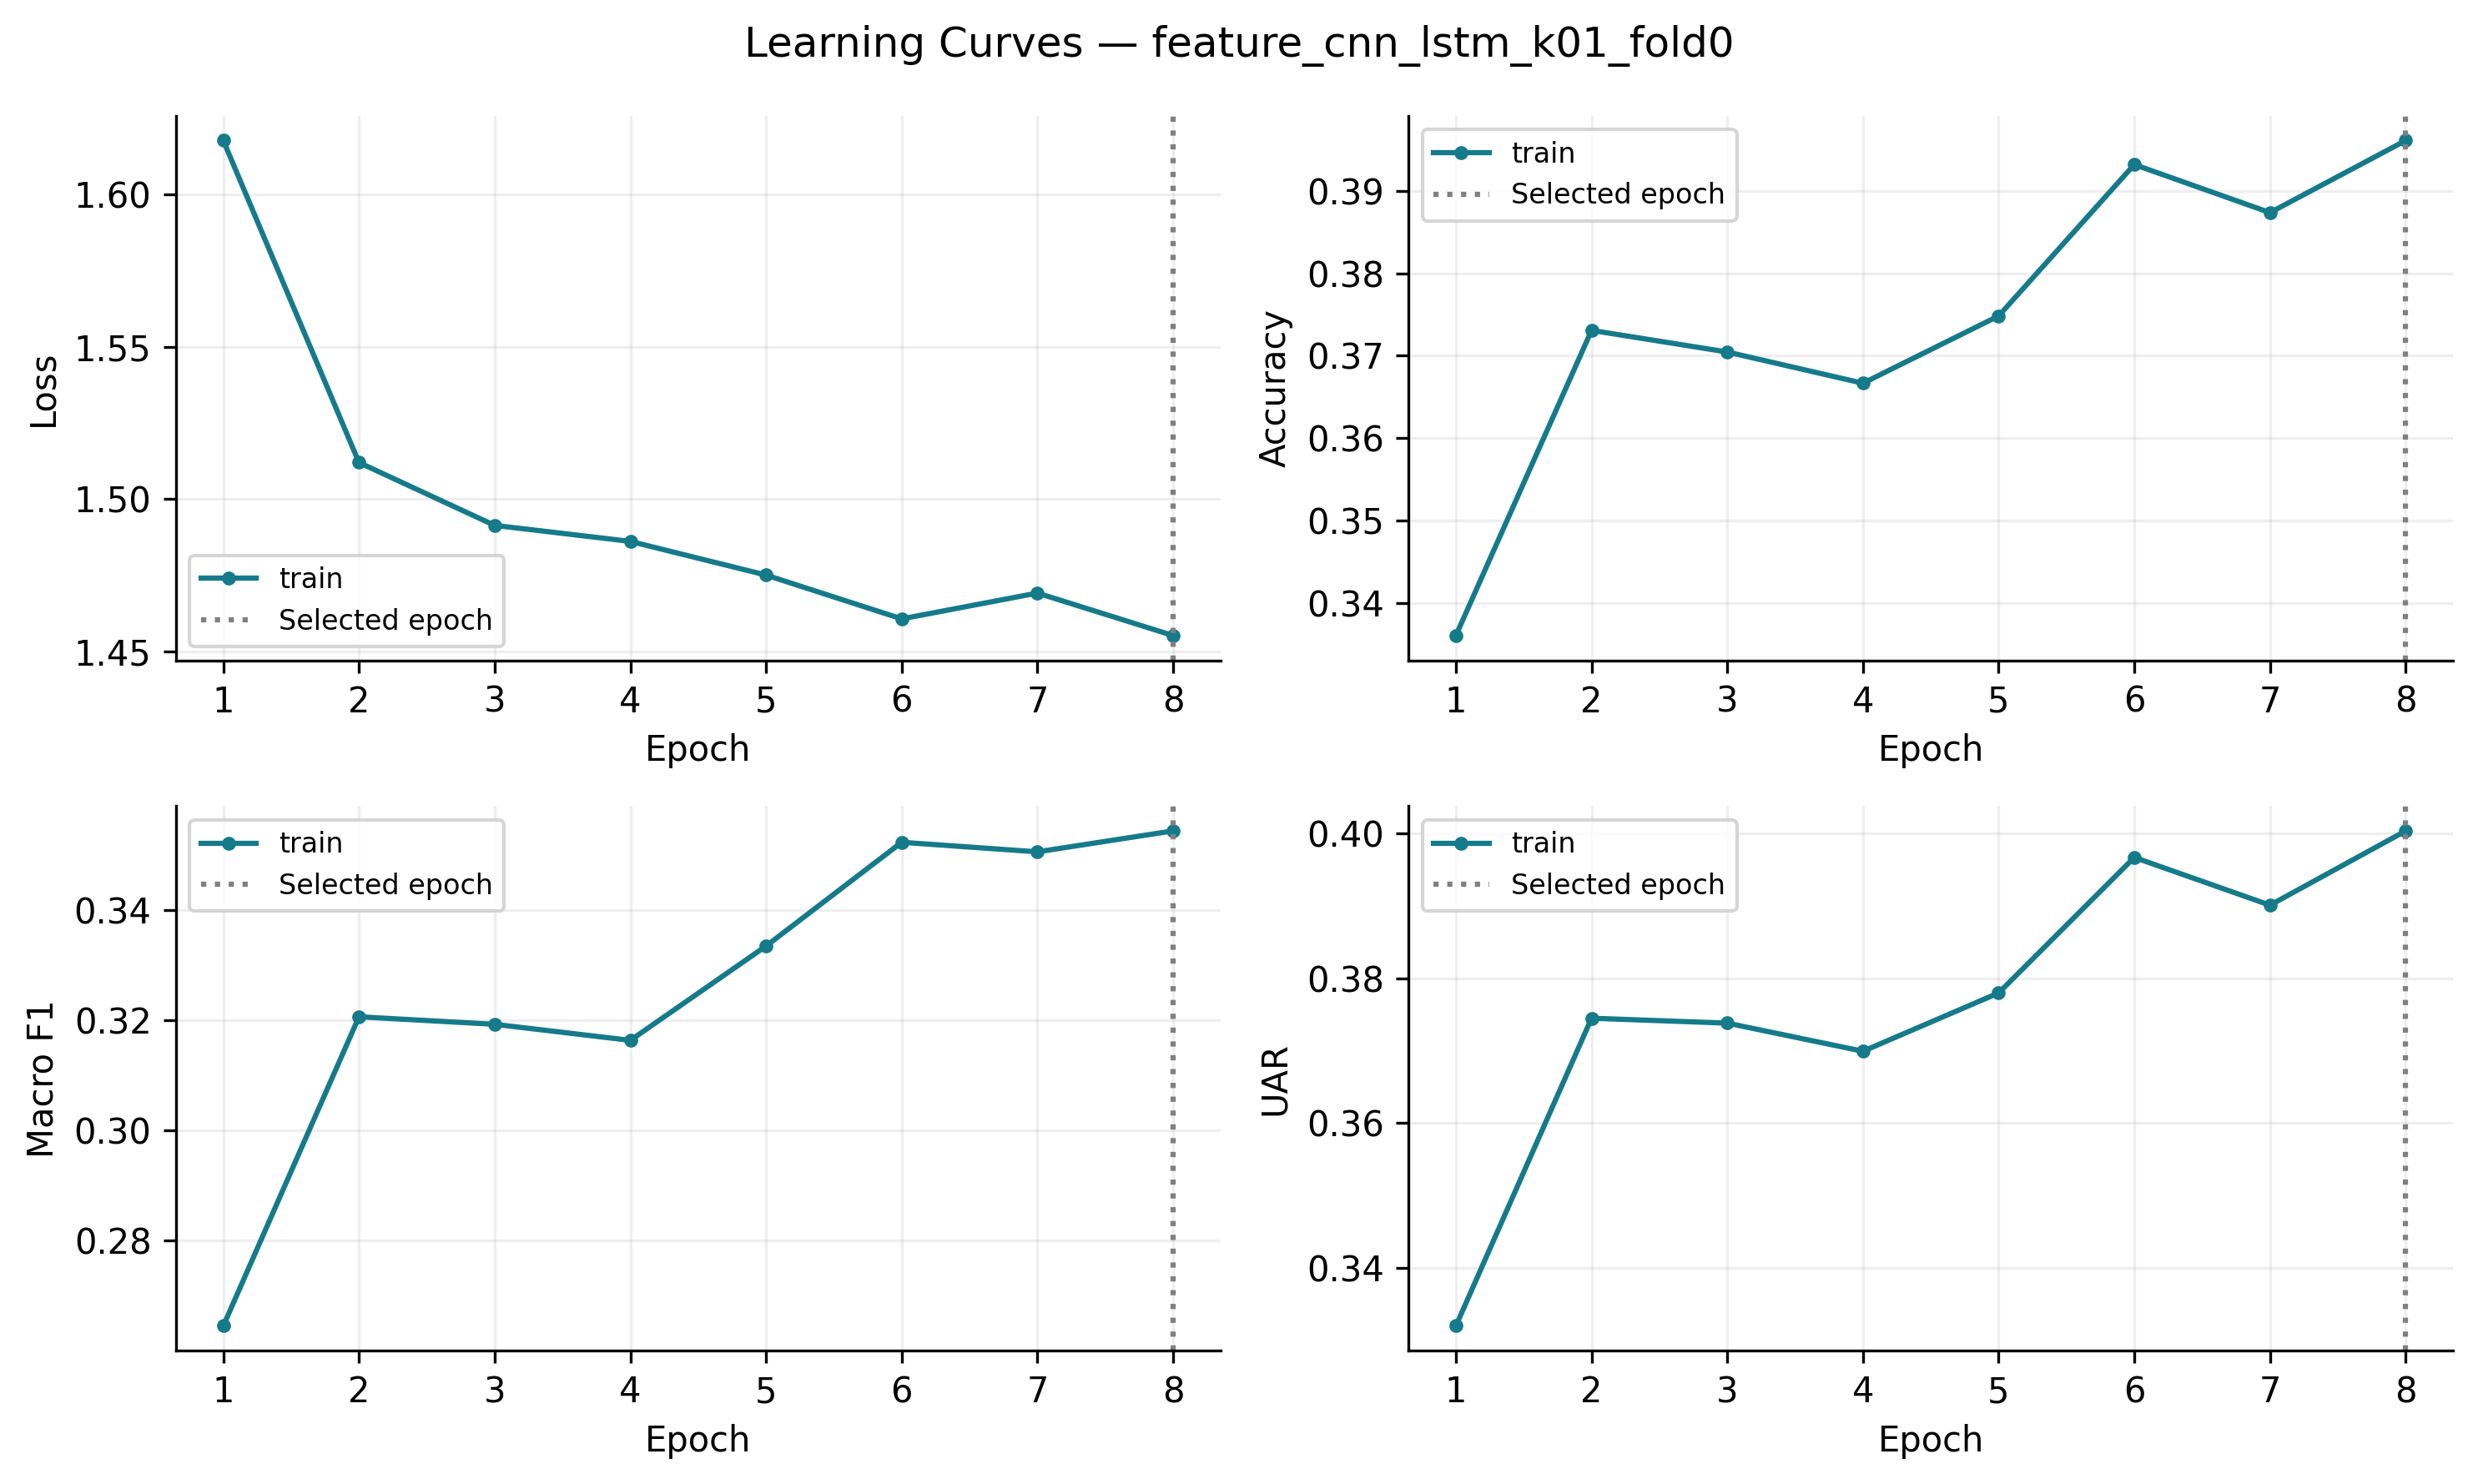 Learning Curves — feature_cnn_lstm_k01_fold0
Loss
1.60
1.55
1.50
1.45
train
Selected epoch
1 2 3 4 5 6 7 8
Epoch
Accuracy
0.39
0.38
0.37
0.36
0.35
0.34
train
Selected epoch
1 2 3 4 5 6 7 8
Epoch
Macro F1
0.34
0.32
0.30
0.28
train
Selected epoch
1 2 3 4 5 6 7 8
Epoch
UAR
0.40
0.38
0.36
0.34
train
Selected epoch
1 2 3 4 5 6 7 8
Epoch